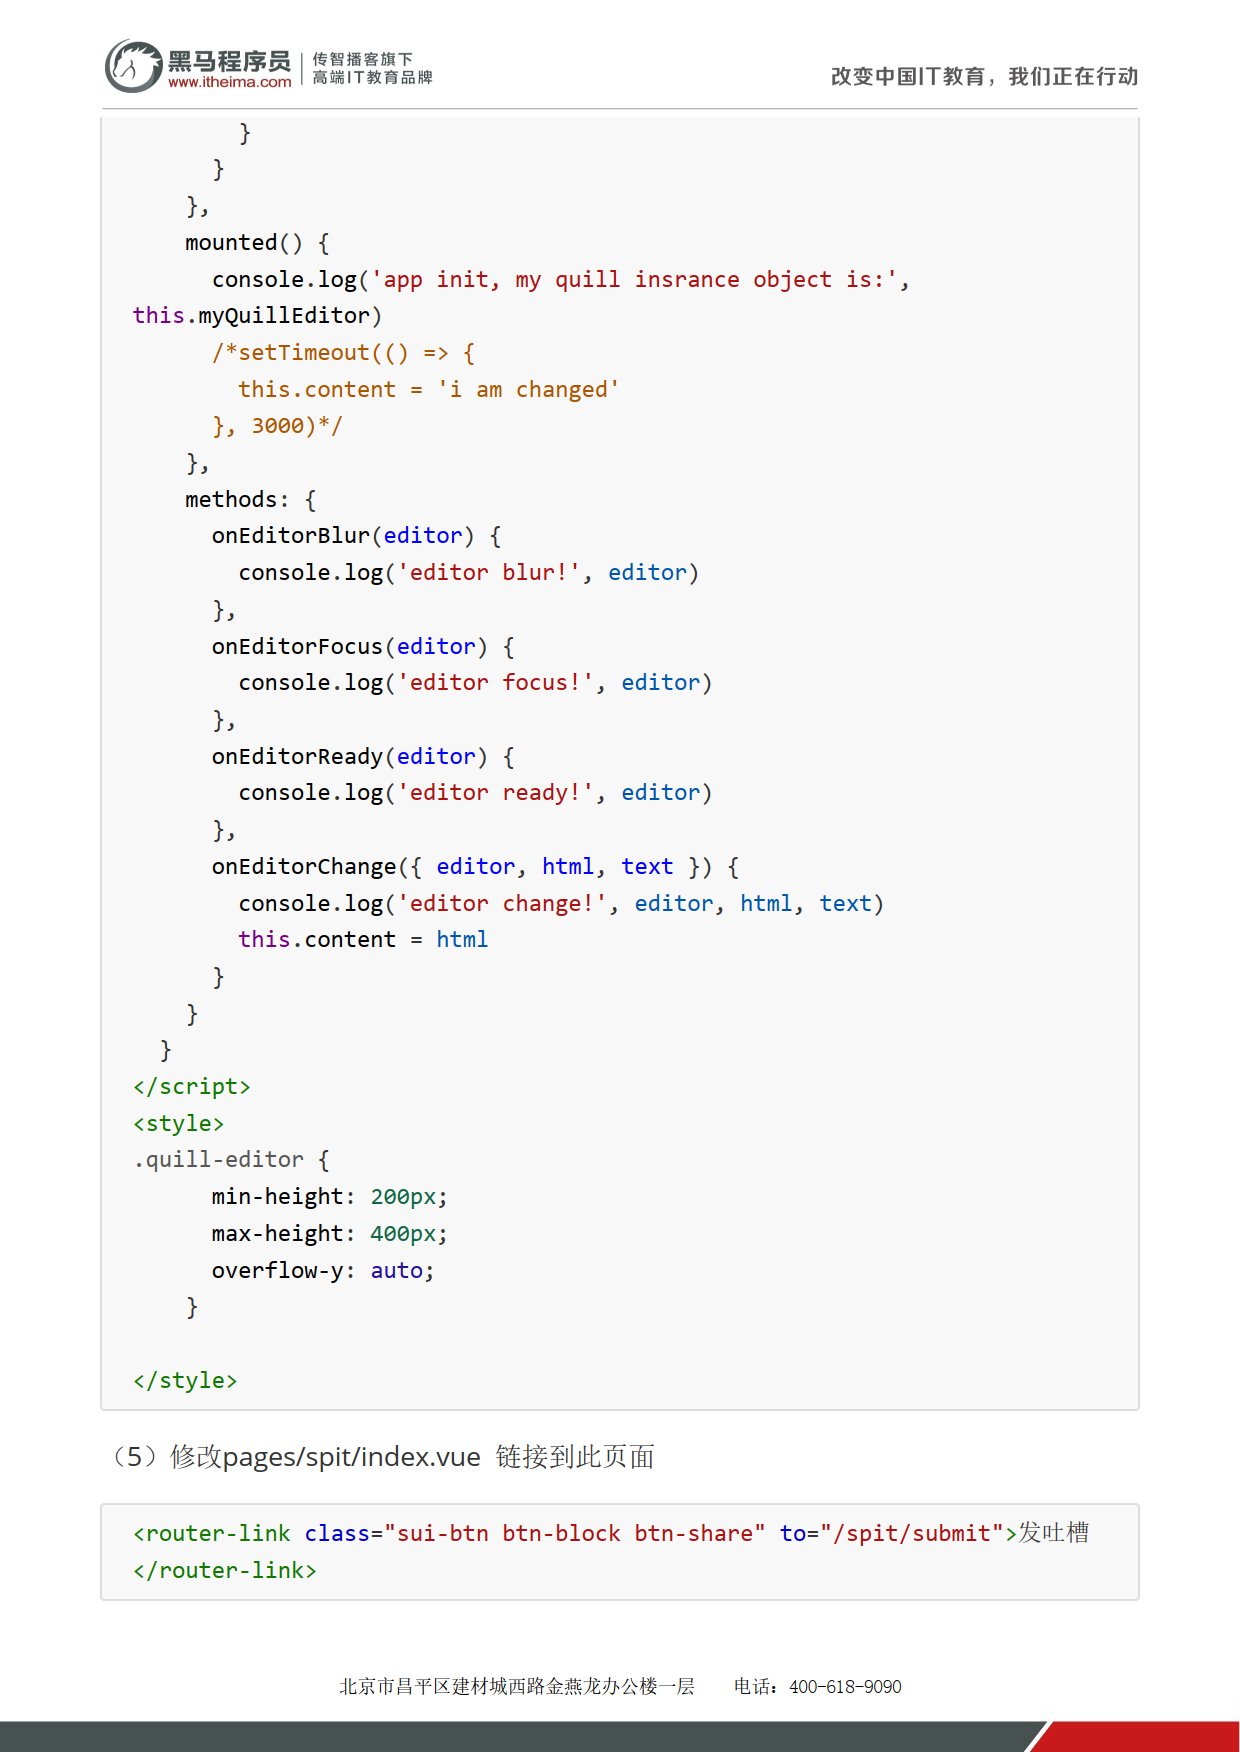 黑马程序员
www.itheima.com
传智播客旗下
高端IT教育品牌
改变中国IT教育，我们正在行动
        }
      }
    },
    mounted() {
      console.log('app init, my quill insrance object is:',
this.myQuillEditor)
      /*setTimeout(() => {
        this.content = 'i am changed'
      }, 3000)*/
    },
    methods: {
      onEditorBlur(editor) {
        console.log('editor blur!', editor)
      },
      onEditorFocus(editor) {
        console.log('editor focus!', editor)
      },
      onEditorReady(editor) {
        console.log('editor ready!', editor)
      },
      onEditorChange({ editor, html, text }) {
        console.log('editor change!', editor, html, text)
        this.content = html
      }
    }
  }
</script>
<style>
.quill-editor {
      min-height: 200px;
      max-height: 400px;
      overflow-y: auto;
    }
</style>
（5）修改pages/spit/index.vue 链接到此页面
<router-link class="sui-btn btn-block btn-share" to="/spit/submit">发吐槽
</router-link>
北京市昌平区建材城西路金燕龙办公楼一层 电话：400-618-9090